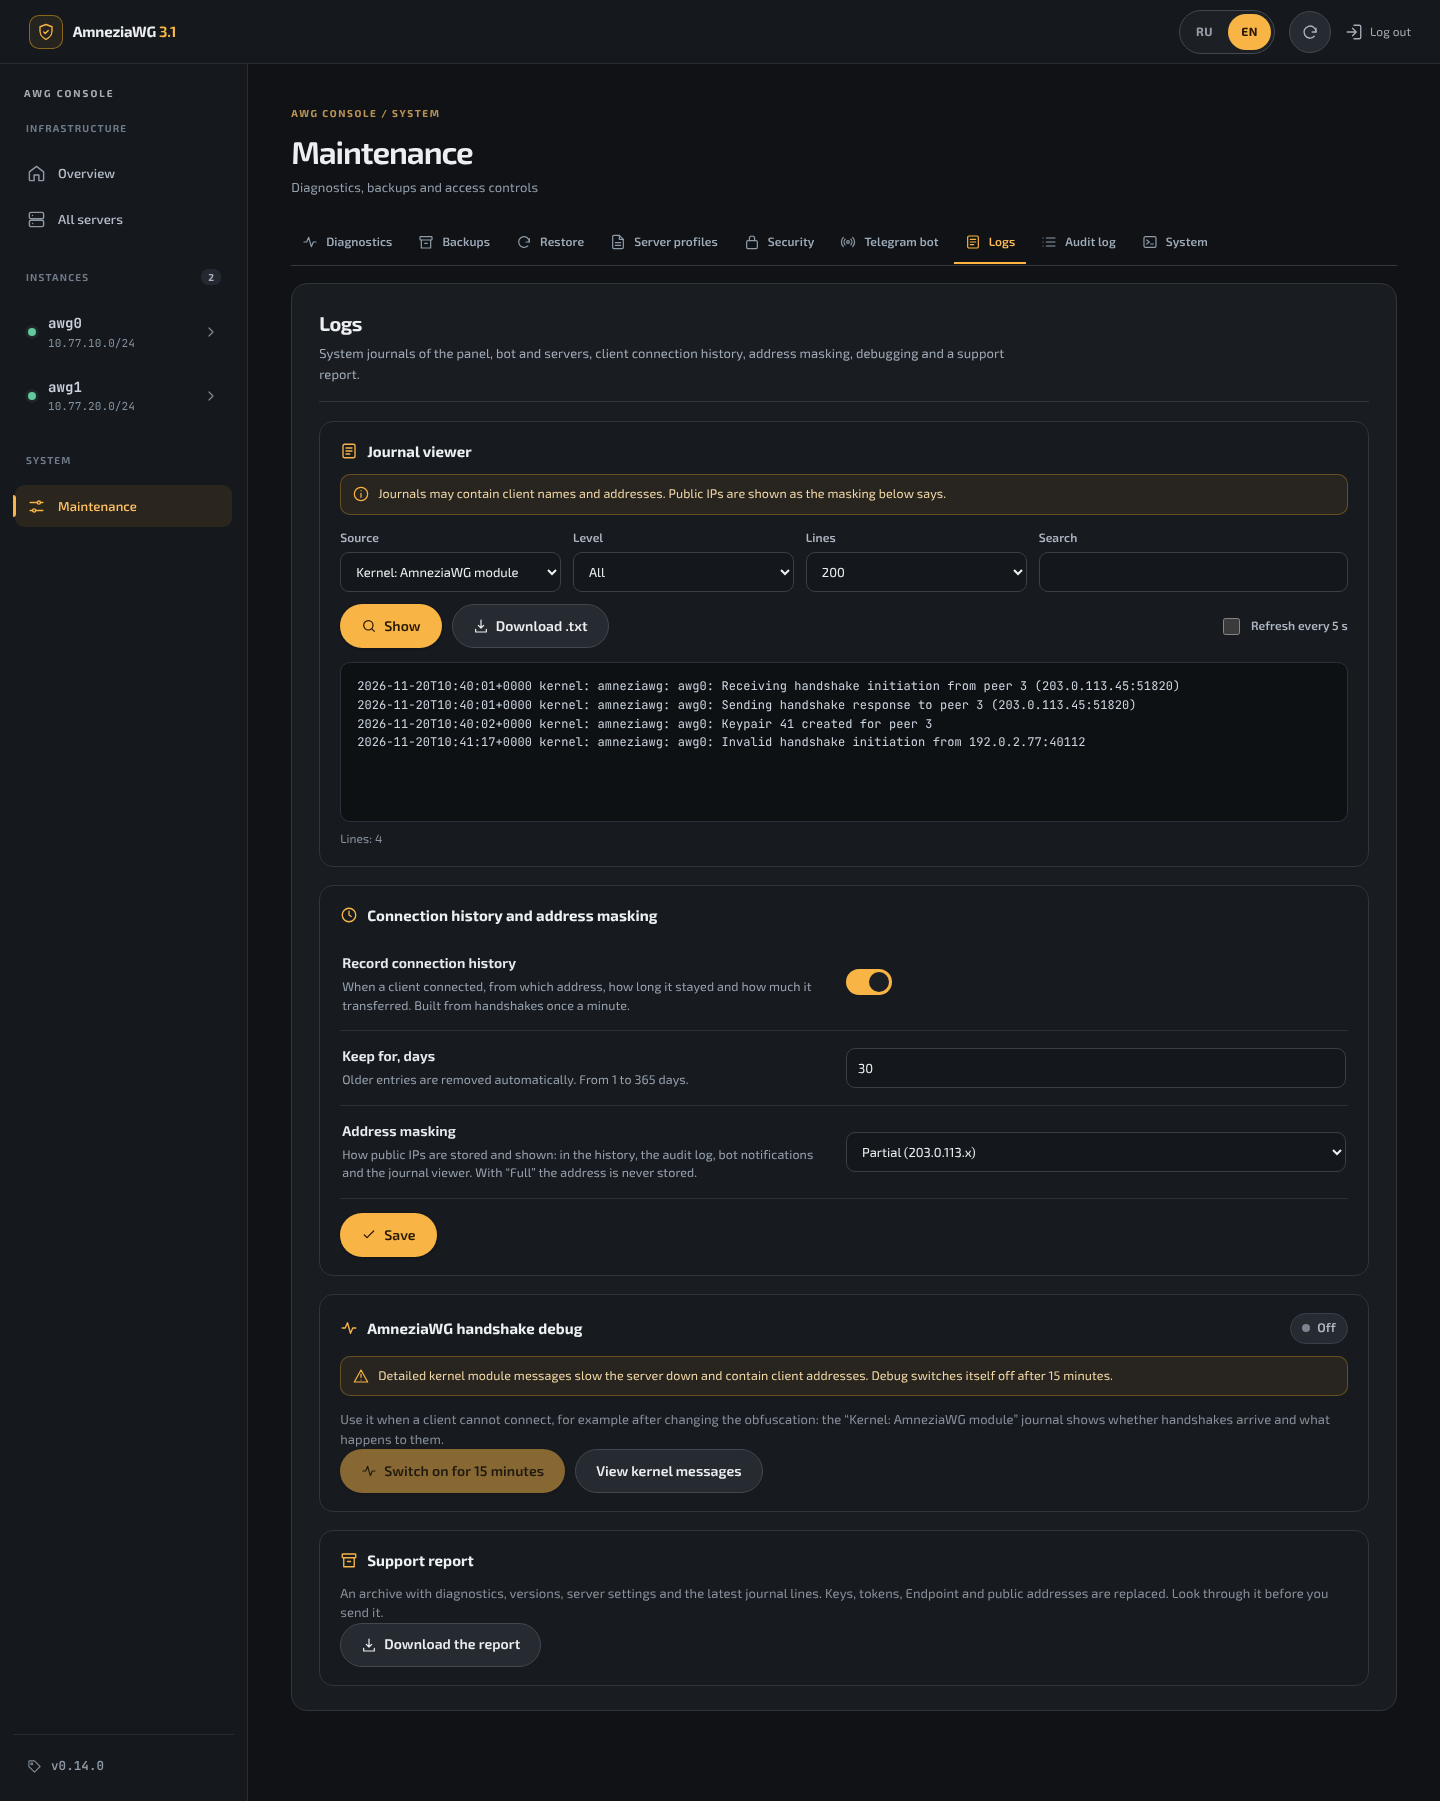 AmneziaWG 3.1
RU
EN
Log out
AWG CONSOLE
INFRASTRUCTURE
Overview
All servers
INSTANCES
2
awg0
10.77.10.0/24
awg1
10.77.20.0/24
SYSTEM
Maintenance
v0.14.0
AWG CONSOLE / SYSTEM
Maintenance
Diagnostics, backups and access controls
Diagnostics
Backups
Restore
Server profiles
Security
Telegram bot
Logs
Audit log
System
Logs
System journals of the panel, bot and servers, client connection history, address masking, debugging and a support
report.
Journal viewer
Journals may contain client names and addresses. Public IPs are shown as the masking below says.
Source
Level
Lines
Search
Kernel: AmneziaWG module
All
200
Show
Download .txt
Refresh every 5 s
2026-11-20T10:40:01+0000 kernel: amneziawg: awg0: Receiving handshake initiation from peer 3 (203.0.113.45:51820)
2026-11-20T10:40:01+0000 kernel: amneziawg: awg0: Sending handshake response to peer 3 (203.0.113.45:51820)
2026-11-20T10:40:02+0000 kernel: amneziawg: awg0: Keypair 41 created for peer 3
2026-11-20T10:41:17+0000 kernel: amneziawg: awg0: Invalid handshake initiation from 192.0.2.77:40112
Lines: 4
Connection history and address masking
Record connection history
When a client connected, from which address, how long it stayed and how much it
transferred. Built from handshakes once a minute.
Keep for, days
Older entries are removed automatically. From 1 to 365 days.
30
Address masking
How public IPs are stored and shown: in the history, the audit log, bot notifications
and the journal viewer. With “Full” the address is never stored.
Partial (203.0.113.x)
Save
AmneziaWG handshake debug
Off
Detailed kernel module messages slow the server down and contain client addresses. Debug switches itself off after 15 minutes.
Use it when a client cannot connect, for example after changing the obfuscation: the “Kernel: AmneziaWG module” journal shows whether handshakes arrive and what
happens to them.
Switch on for 15 minutes
View kernel messages
Support report
An archive with diagnostics, versions, server settings and the latest journal lines. Keys, tokens, Endpoint and public addresses are replaced. Look through it before you
send it.
Download the report